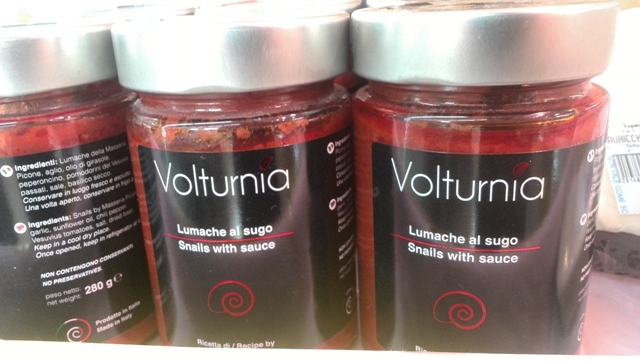 Ingredienti: Lumache della Masseria
Picone, aglio, olio di girasole,
peperoncino, pomodorini del Vesuvio
passati, sale, basilico secco
Conservare in luogo fresco e asciutto
Una volta aperto, conservare in frigo
Ingredients: Snails by Masseria
garlic, sunflower oil, chili pepper,
Vesuvius tomatoes, salt, dried basil
Keep in a cool dry place.
Once opened, keep in refrigerator
NON CONTENGONO CONSERVANTI
NO PRESERVATIVES.
peso netto:
net weight: 280 g e
Prodotto in Italia
Made in Italy
Volturnia
Lumache al sugo
Snails with sauce
Ricetta di / Recipe by
Volturnia
Lumache al sugo
Snails with sauce
Ricetta di